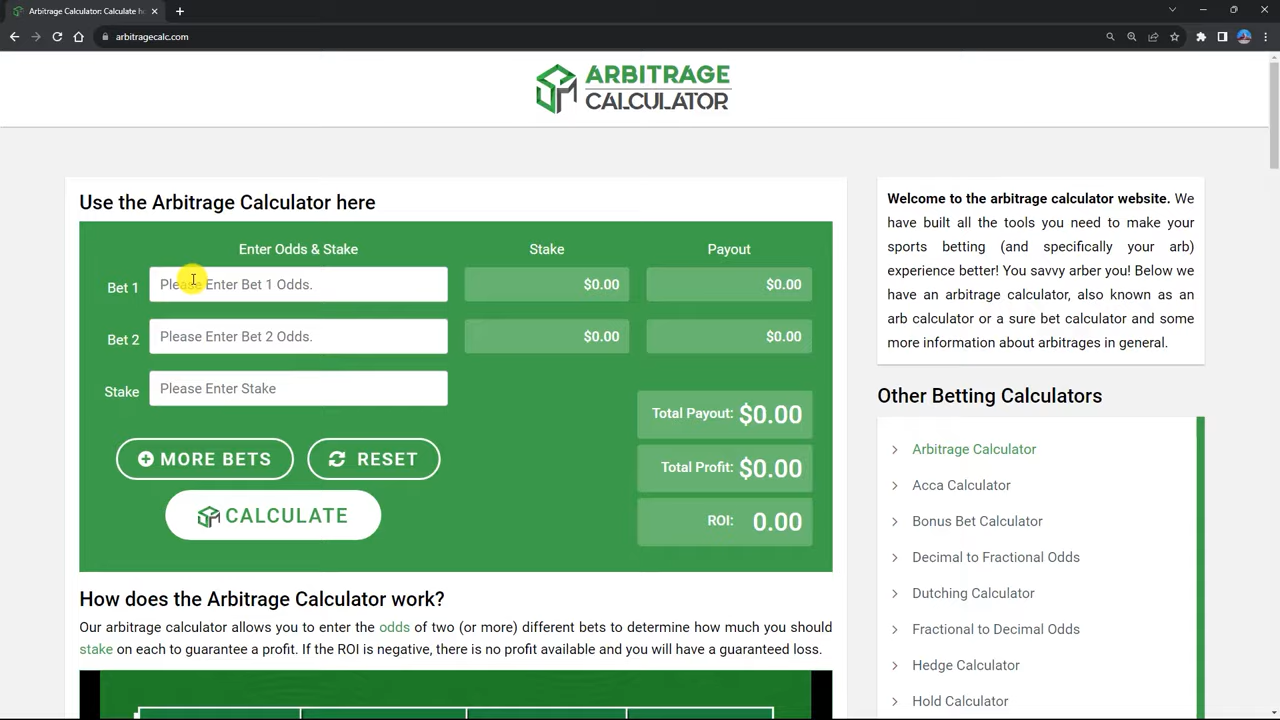 Arbitrage Calculator: Calculate h
arbitragecalc.com
ARBITRAGE
CALCULATOR
Use the Arbitrage Calculator here
Enter Odds & Stake
Stake
Payout
Bet 1
Please Enter Bet 1 Odds.
$0.00
$0.00
Bet 2
Please Enter Bet 2 Odds.
$0.00
$0.00
Stake
Please Enter Stake
Total Payout: $0.00
MORE BETS
RESET
Total Profit: $0.00
CALCULATE
ROI: 0.00
How does the Arbitrage Calculator work?
Our arbitrage calculator allows you to enter the odds of two (or more) different bets to determine how much you should
stake on each to guarantee a profit. If the ROI is negative, there is no profit available and you will have a guaranteed loss.
Welcome to the arbitrage calculator website. We
have built all the tools you need to make your
sports betting (and specifically your arb)
experience better! You savvy arber you! Below we
have an arbitrage calculator, also known as an
arb calculator or a sure bet calculator and some
more information about arbitrages in general.
Other Betting Calculators
Arbitrage Calculator
Acca Calculator
Bonus Bet Calculator
Decimal to Fractional Odds
Dutching Calculator
Fractional to Decimal Odds
Hedge Calculator
Hold Calculator